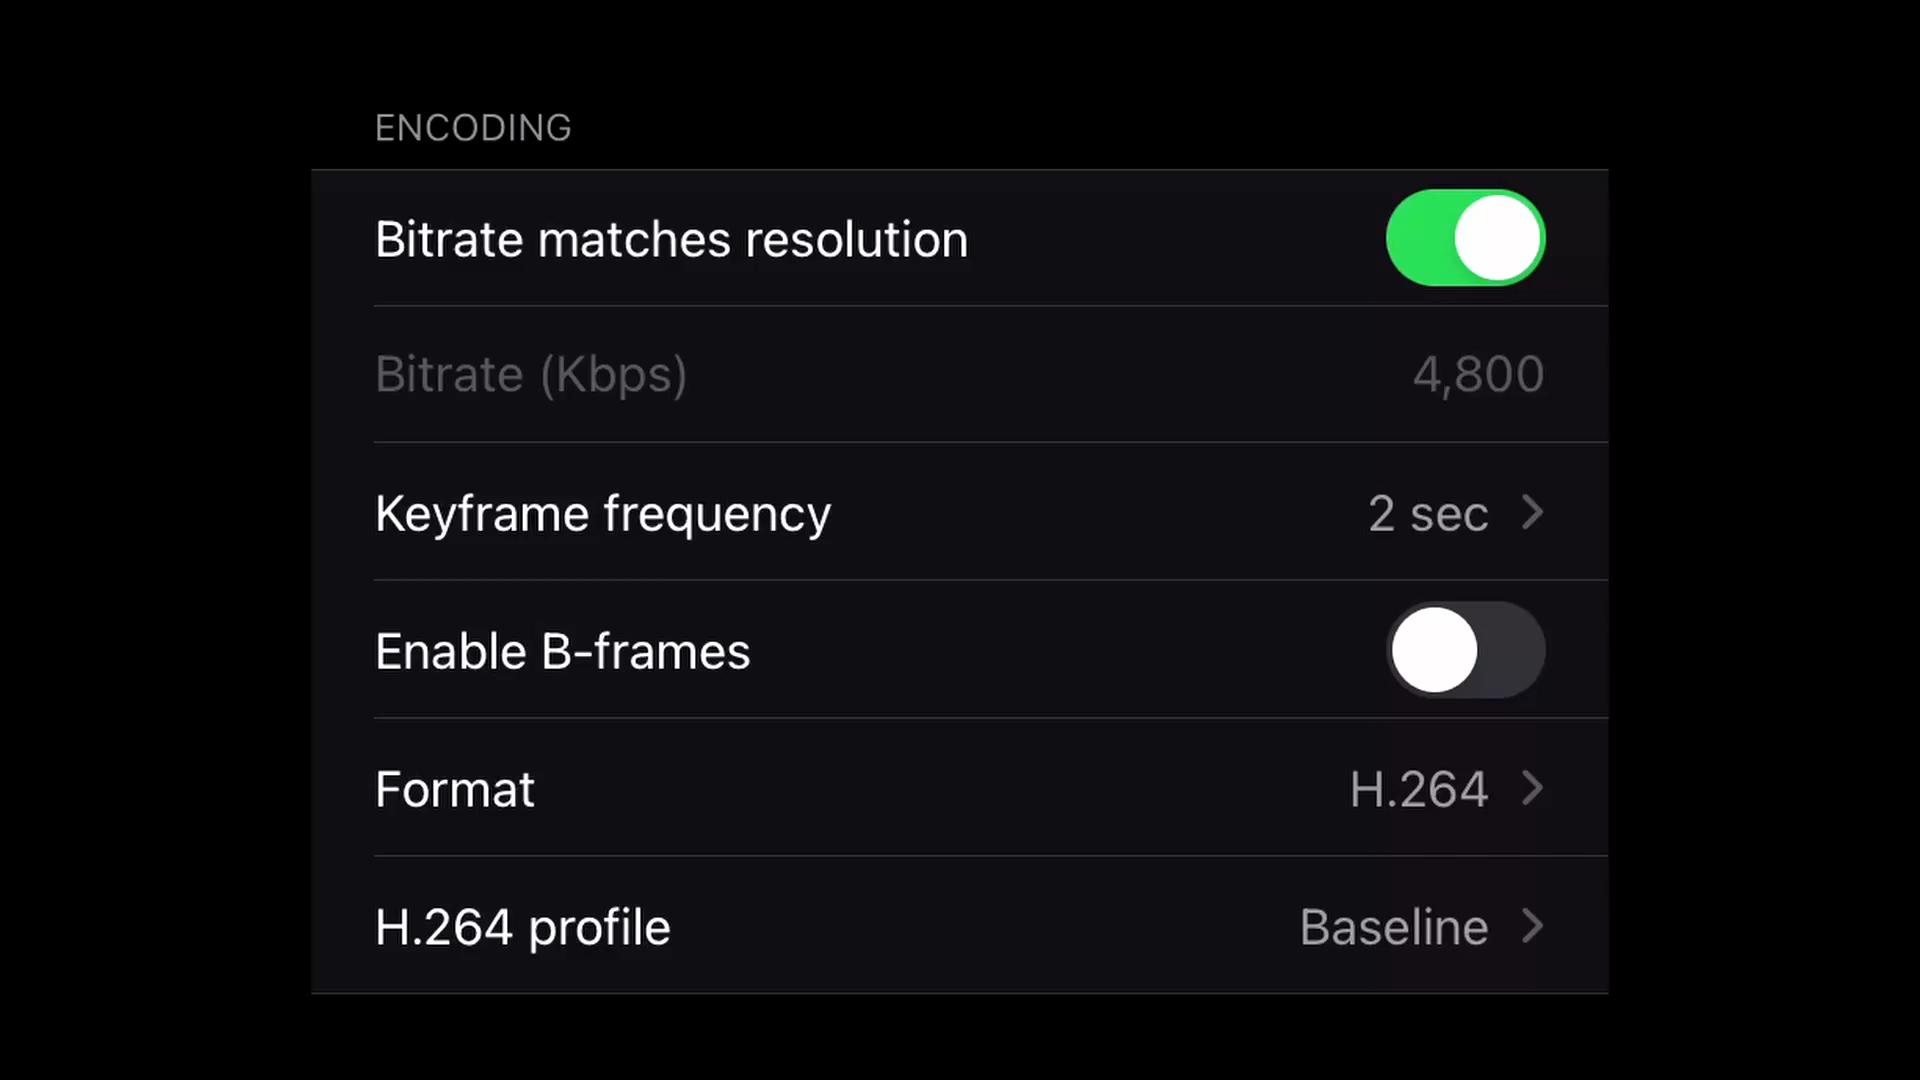 ENCODING
Bitrate matches resolution
Bitrate (Kbps) 4,800
Keyframe frequency 2 sec
Enable B-frames
Format H.264
H.264 profile Baseline